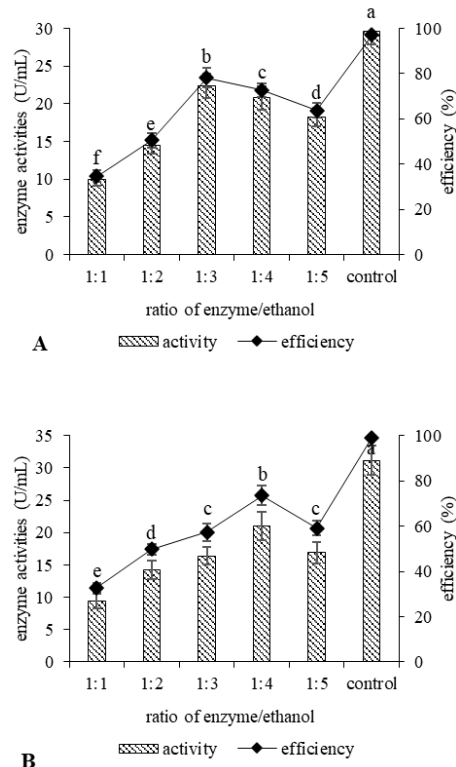 enzyme activities (U/mL)
efficiency (%)
30
25
20
15
10
5
0
100
80
60
40
20
0
f
e
b
c
d
a
1:1 1:2 1:3 1:4 1:5 control
ratio of enzyme/ethanol
activity efficiency
A
enzyme activities (U/mL)
efficiency (%)
35
30
25
20
15
10
5
0
100
80
60
40
20
0
e
d
c
b
c
a
1:1 1:2 1:3 1:4 1:5 control
ratio of enzyme/ethanol
activity efficiency
B